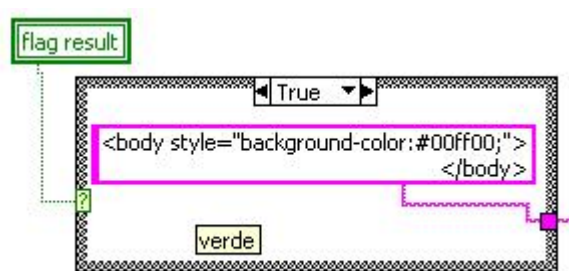 flag result
True
<body style="background-color:#00ff00;">
</body>
?
verde